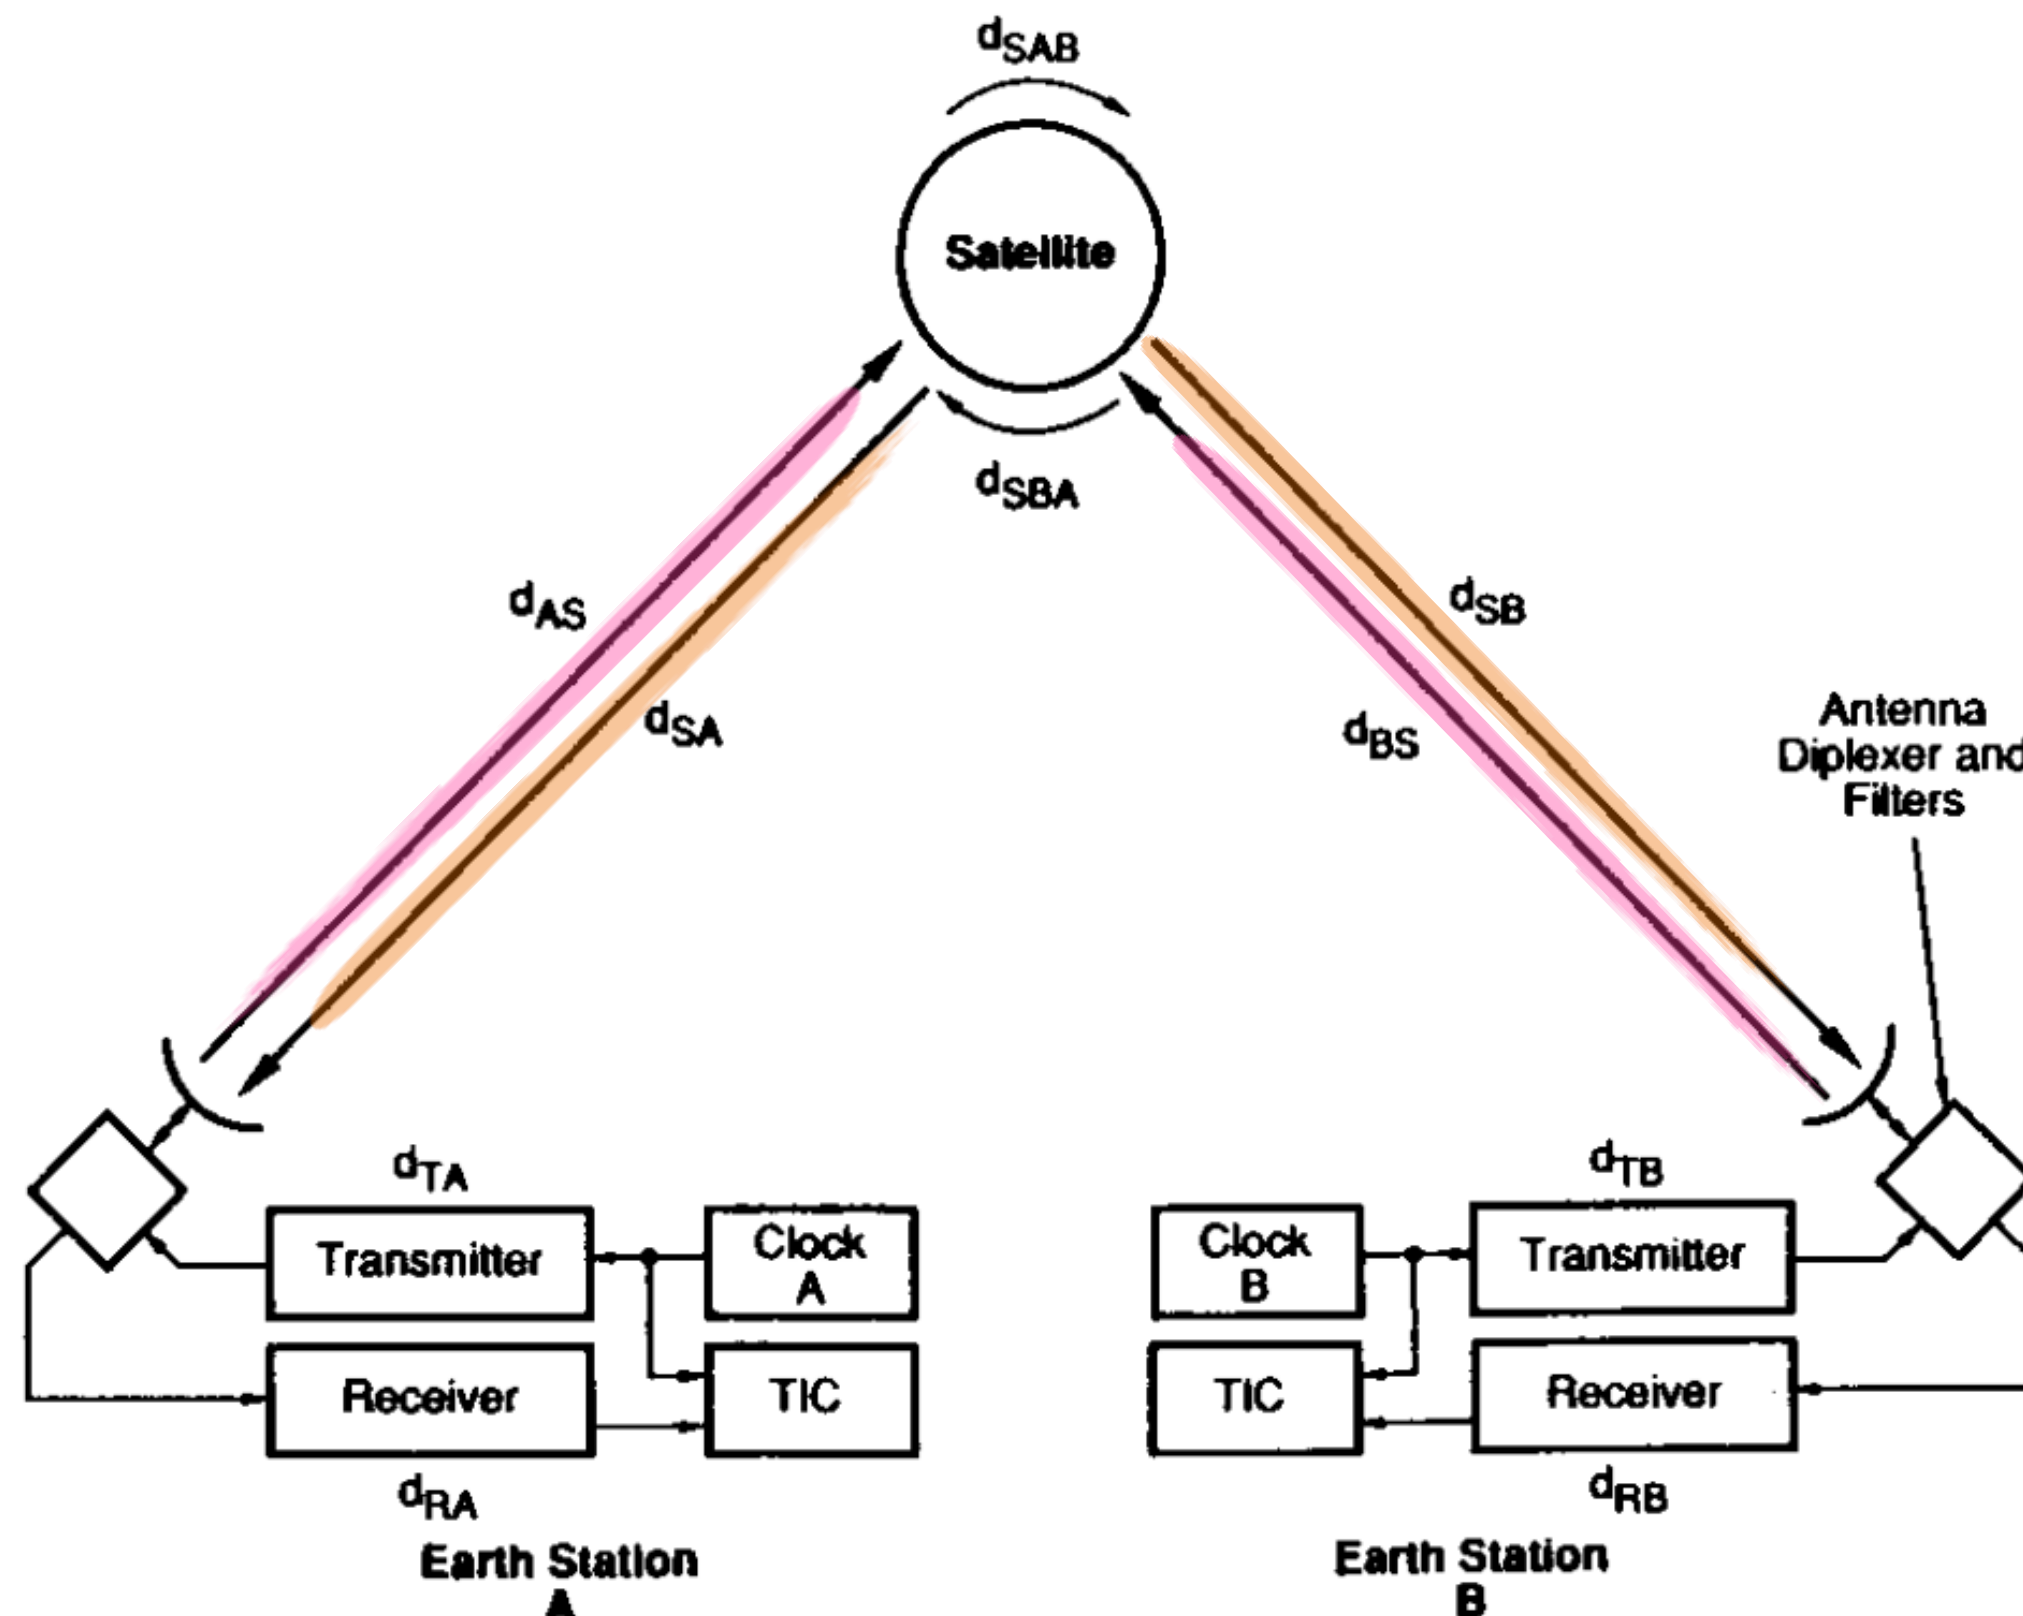 dSAB
Satellite
dSBA
dAS
dSB
dSA
dBS
Antenna
Diplexer and
Filters
dTA
dTB
Transmitter
Clock
A
Clock
B
Transmitter
Receiver
TIC
TIC
Receiver
dRA
dRB
Earth Station
A
Earth Station
B